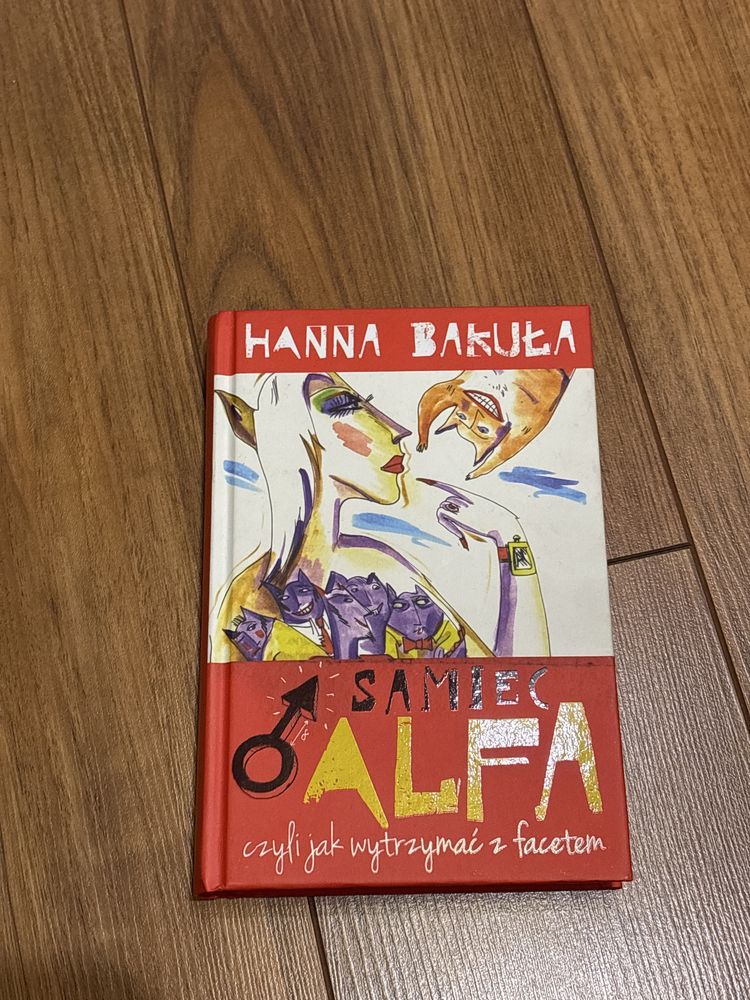 HANNA BAKUŁA
SAMIEC
ALFA
czyli jak wytrzymać z facetem